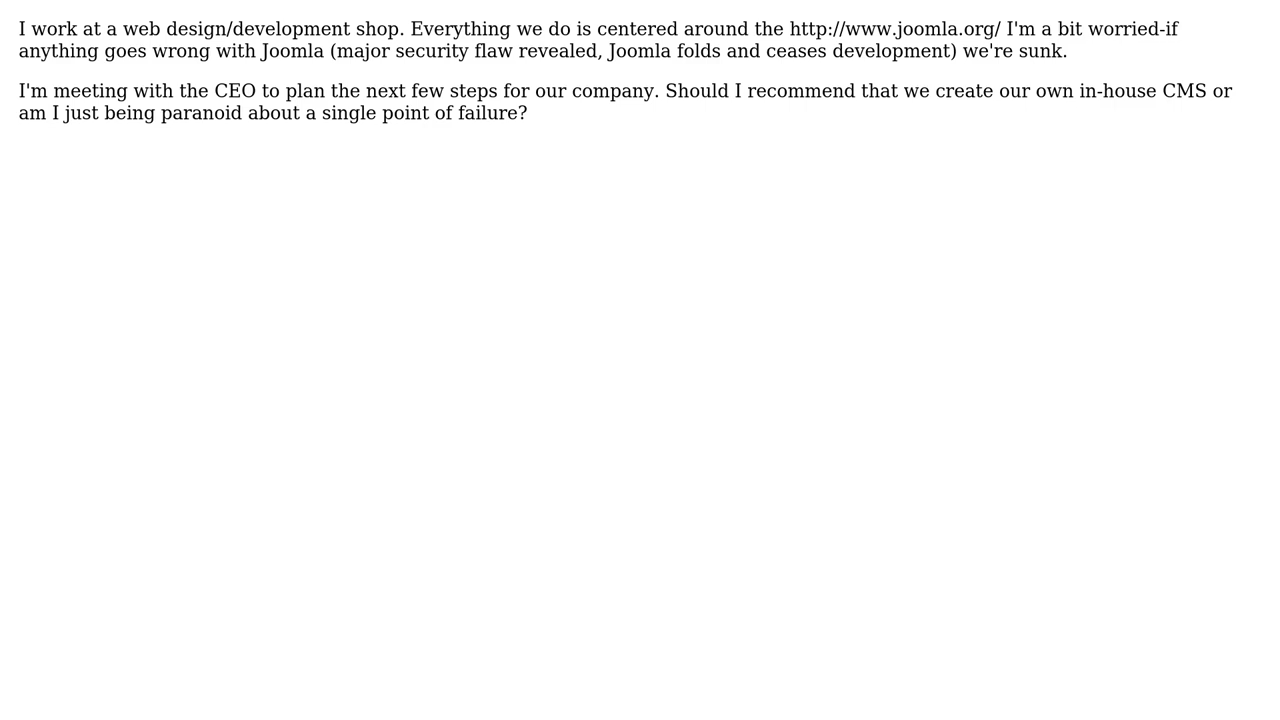 I work at a web design/development shop. Everything we do is centered around the http://www.joomla.org/ I'm a bit worried-if
anything goes wrong with Joomla (major security flaw revealed, Joomla folds and ceases development) we're sunk.
I'm meeting with the CEO to plan the next few steps for our company. Should I recommend that we create our own in-house CMS or
am I just being paranoid about a single point of failure?